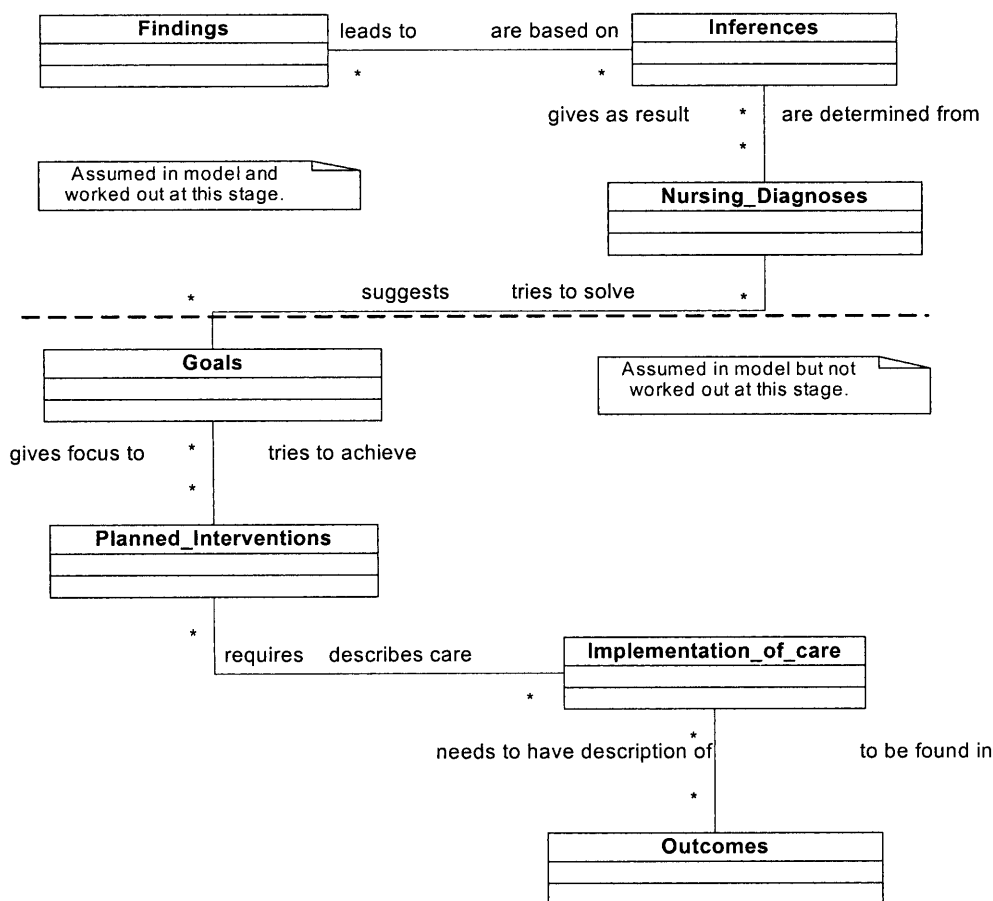 Findings
leads to
are based on
Inferences
*
*
gives as result
*
are determined from
*
Assumed in model and
worked out at this stage.
Nursing_Diagnoses
*
suggests
tries to solve
*
Goals
Assumed in model but not
worked out at this stage.
gives focus to
*
tries to achieve
*
Planned_Interventions
*
requires
describes care
Implementation_of_care
*
*
needs to have description of
to be found in
*
Outcomes